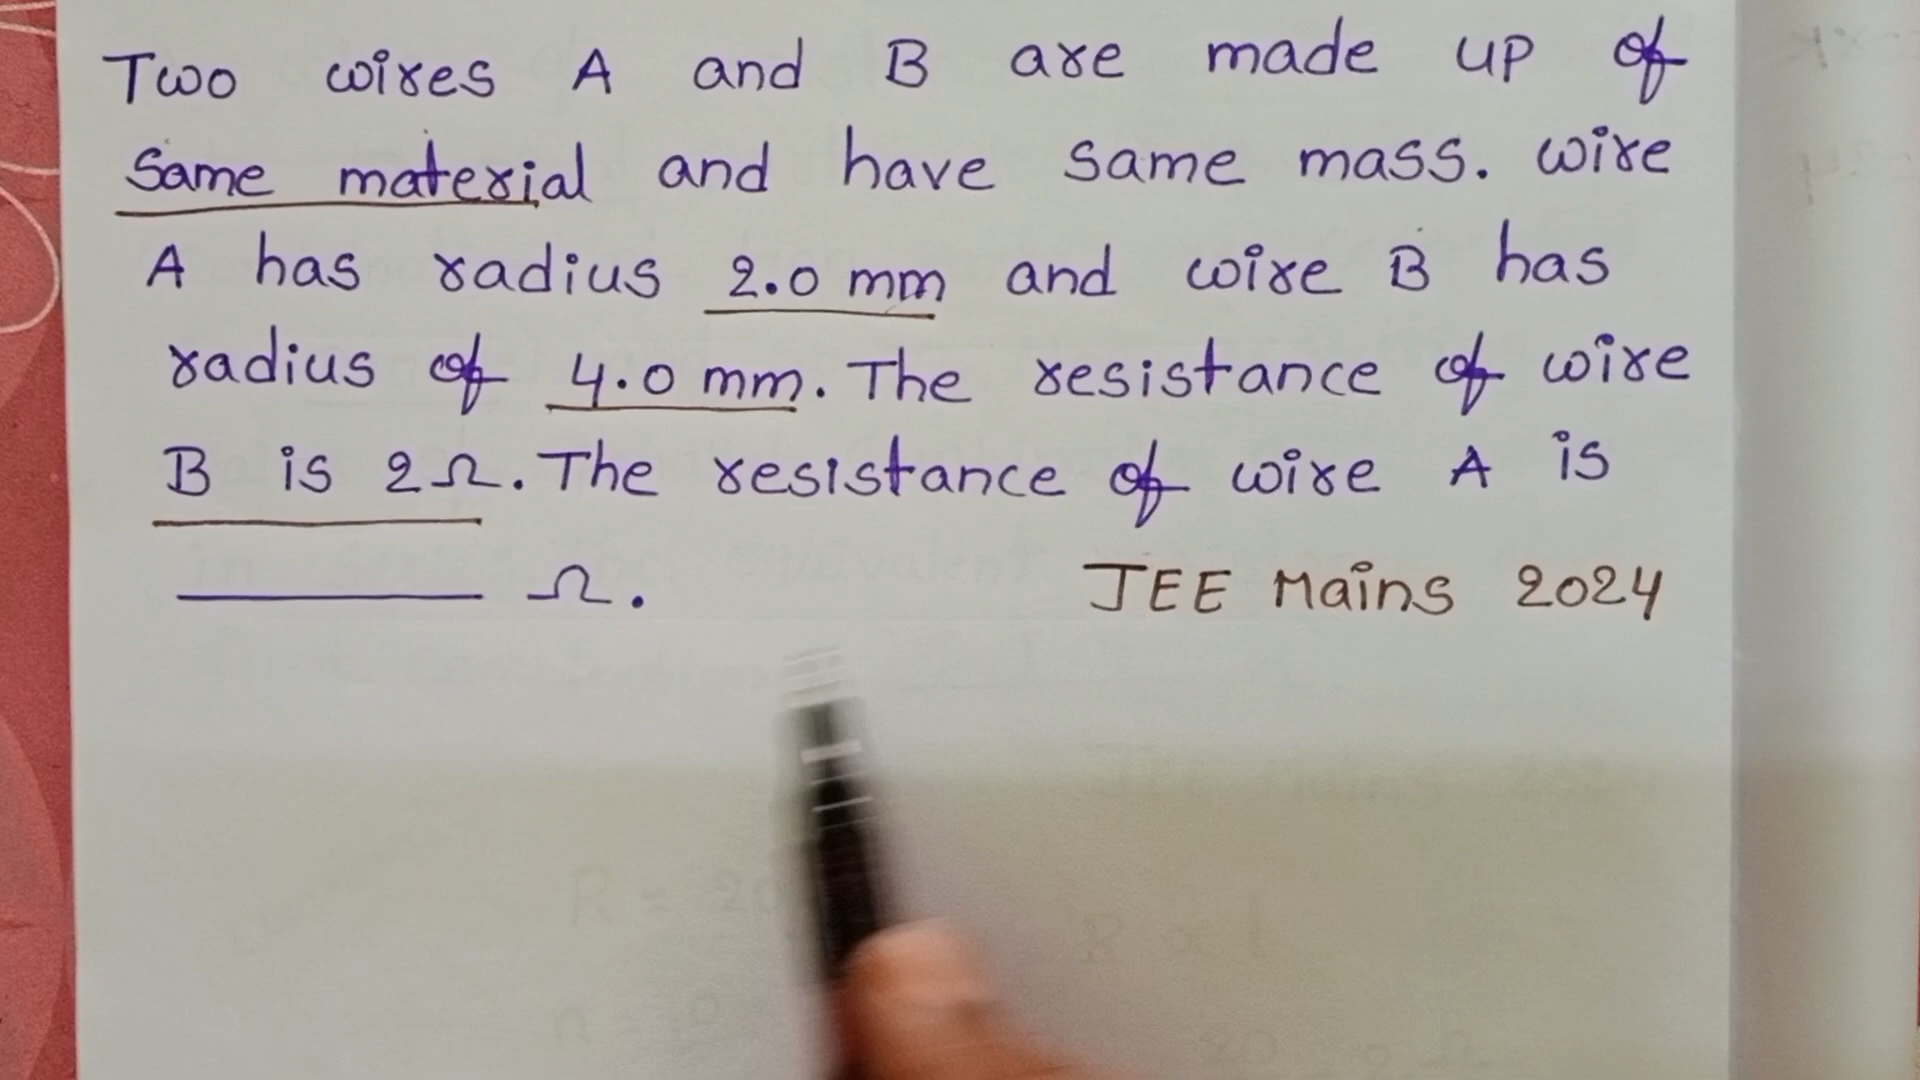 Two wires A and B are made up of
Same material and have same mass. wire
A has radius 2.0 mm and wire B has
radius of 4.0 mm. The resistance of wire
B is 2Ω. The resistance of wire A is
______ Ω. JEE Mains 2024